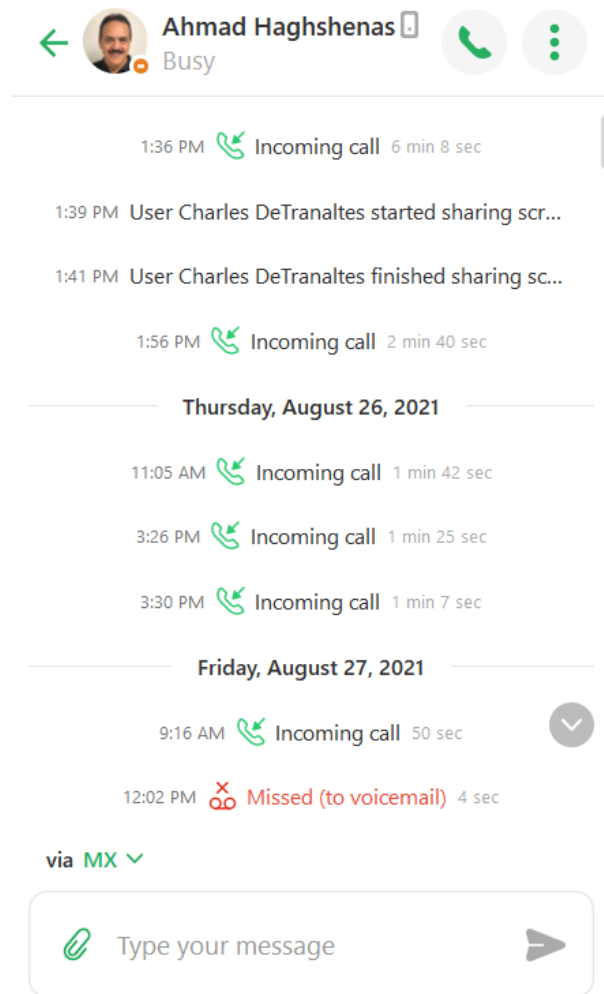 Ahmad Haghshenas
Busy
1:36 PM Incoming call 6 min 8 sec
1:39 PM User Charles DeTranaltes started sharing scr...
1:41 PM User Charles DeTranaltes finished sharing sc...
1:56 PM Incoming call 2 min 40 sec
Thursday, August 26, 2021
11:05 AM Incoming call 1 min 42 sec
3:26 PM Incoming call 1 min 25 sec
3:30 PM Incoming call 1 min 7 sec
Friday, August 27, 2021
9:16 AM Incoming call 50 sec
12:02 PM Missed (to voicemail) 4 sec
via MX
Type your message